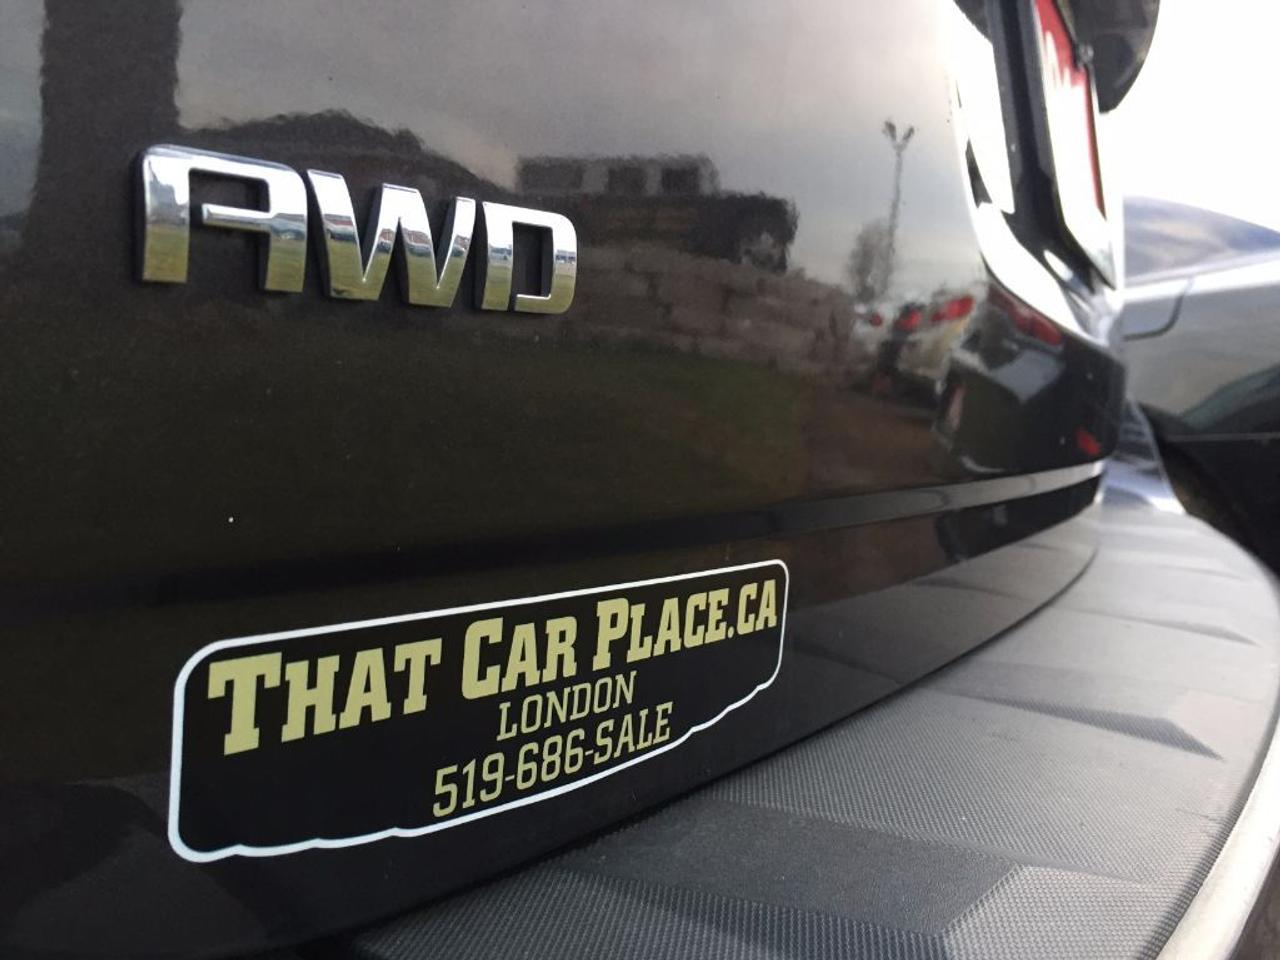 AWD
THAT CAR PLACE.CA
LONDON
519-686-SALE